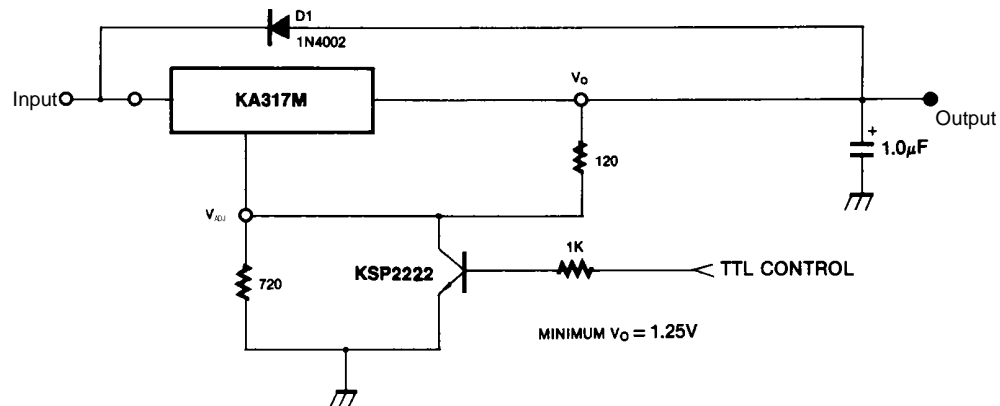 D1
1N4002
Input
KA317M
Vo
Output
120
+
1.0μF
VADJ
1K
KSP2222
TTL CONTROL
720
MINIMUM VO = 1.25V